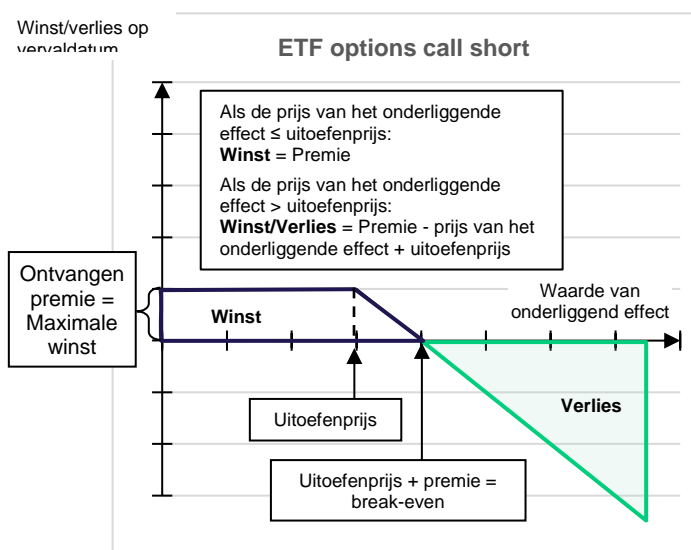 Winst/verlies op
vervaldatum
ETF options call short
Als de prijs van het onderliggende
effect ≤ uitoefenprijs:
Winst = Premie
Als de prijs van het onderliggende
effect > uitoefenprijs:
Winst/Verlies = Premie - prijs van het
onderliggende effect + uitoefenprijs
Ontvangen
premie =
Maximale
winst
Winst
Waarde van
onderliggend effect
Verlies
Uitoefenprijs
Uitoefenprijs + premie =
break-even